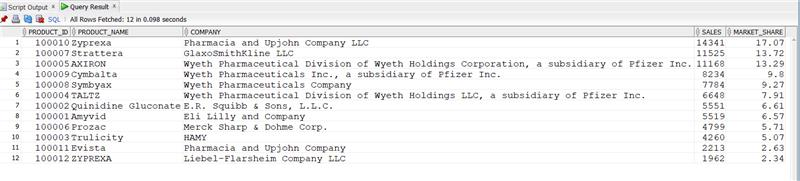 Script Output × Query Result ×
SQL | All Rows Fetched: 12 in 0.098 seconds
PRODUCT_ID PRODUCT_NAME COMPANY SALES MARKET_SHARE
1 100010 Zyprexa Pharmacia and Upjohn Company LLC 14341 17.07
2 100007 Strattera GlaxoSmithKline LLC 11525 13.72
3 100005 AXIRON Wyeth Pharmaceutical Division of Wyeth Holdings Corporation, a subsidiary of Pfizer Inc. 11168 13.29
4 100009 Cymbalta Wyeth Pharmaceuticals Inc., a subsidiary of Pfizer Inc. 8234 9.8
5 100008 Symbyax Wyeth Pharmaceuticals Company 7784 9.27
6 100004 TALTZ Wyeth Pharmaceutical Division of Wyeth Holdings LLC, a subsidiary of Pfizer Inc. 6648 7.91
7 100002 Quinidine Gluconate E.R. Squibb & Sons, L.L.C. 5551 6.61
8 100001 Amyvid Eli Lilly and Company 5519 6.57
9 100006 Prozac Merck Sharp & Dohme Corp. 4799 5.71
10 100003 Trulicity HAMY 4260 5.07
11 100011 Evista Pharmacia and Upjohn Company 2213 2.63
12 100012 ZYPREXA Liebel-Flarsheim Company LLC 1962 2.34